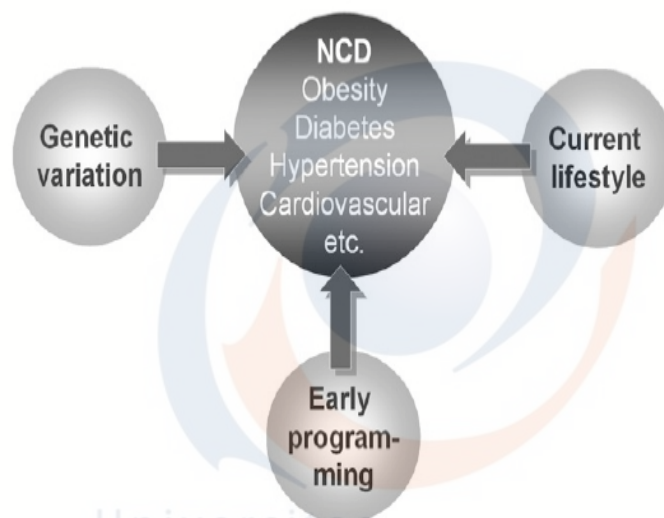 NCD
Obesity
Diabetes
Hypertension
Cardiovascular
etc.
Genetic
variation
Current
lifestyle
Early
program-
ming